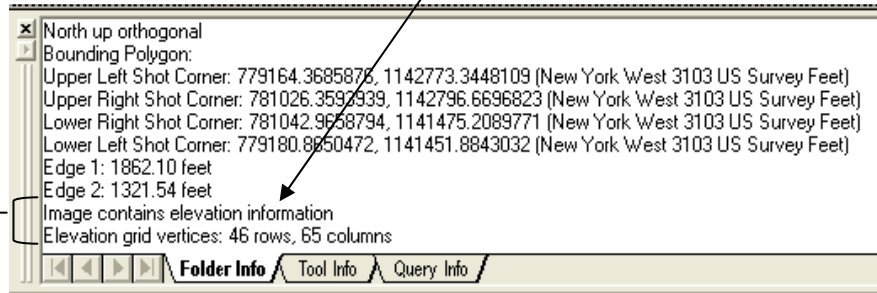 North up orthogonal
Bounding Polygon:
Upper Left Shot Corner: 779164.3685876, 1142773.3448109 (New York West 3103 US Survey Feet)
Upper Right Shot Corner: 781026.3593939, 1142796.6696823 (New York West 3103 US Survey Feet)
Lower Right Shot Corner: 781042.9658794, 1141475.2089771 (New York West 3103 US Survey Feet)
Lower Left Shot Corner: 779180.8650472, 1141451.8843032 (New York West 3103 US Survey Feet)
Edge 1: 1862.10 feet
Edge 2: 1321.54 feet
Image contains elevation information
Elevation grid vertices: 46 rows, 65 columns
Folder Info Tool Info Query Info